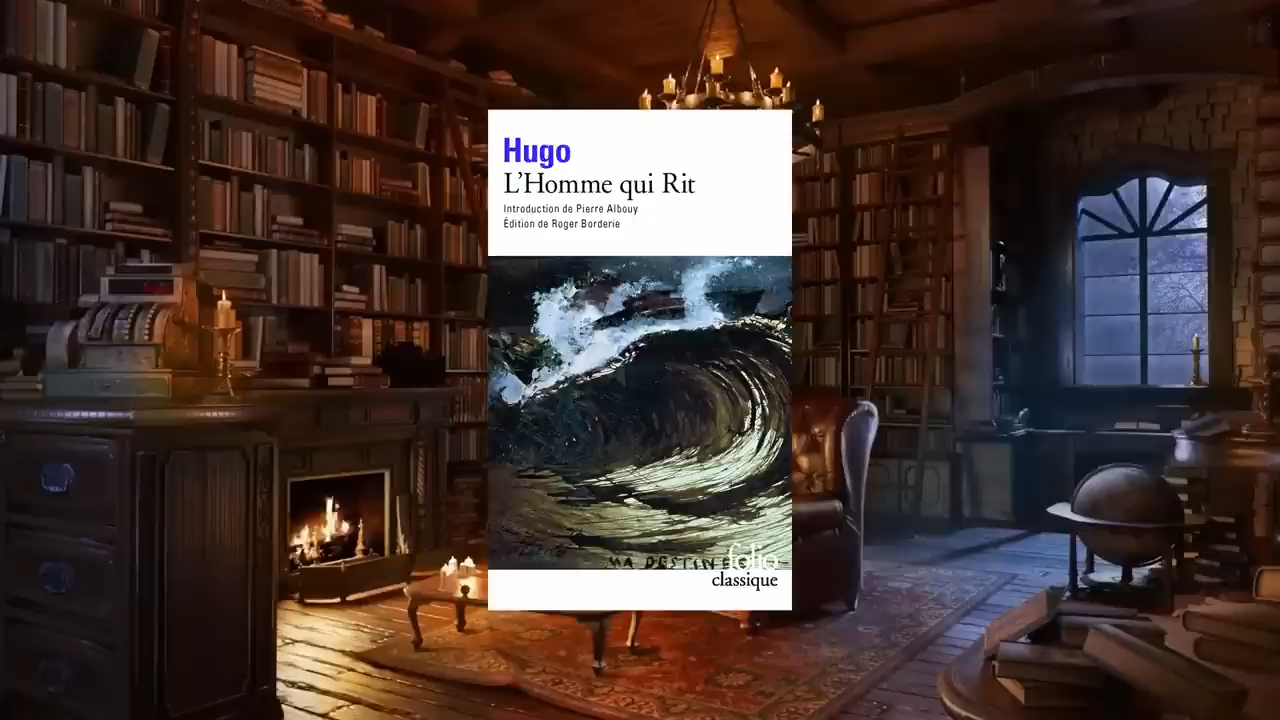 Hugo
L'Homme qui Rit
Introduction de Pierre Albouy
Édition de Roger Borderie
MA DESTINÉE
folio
classique